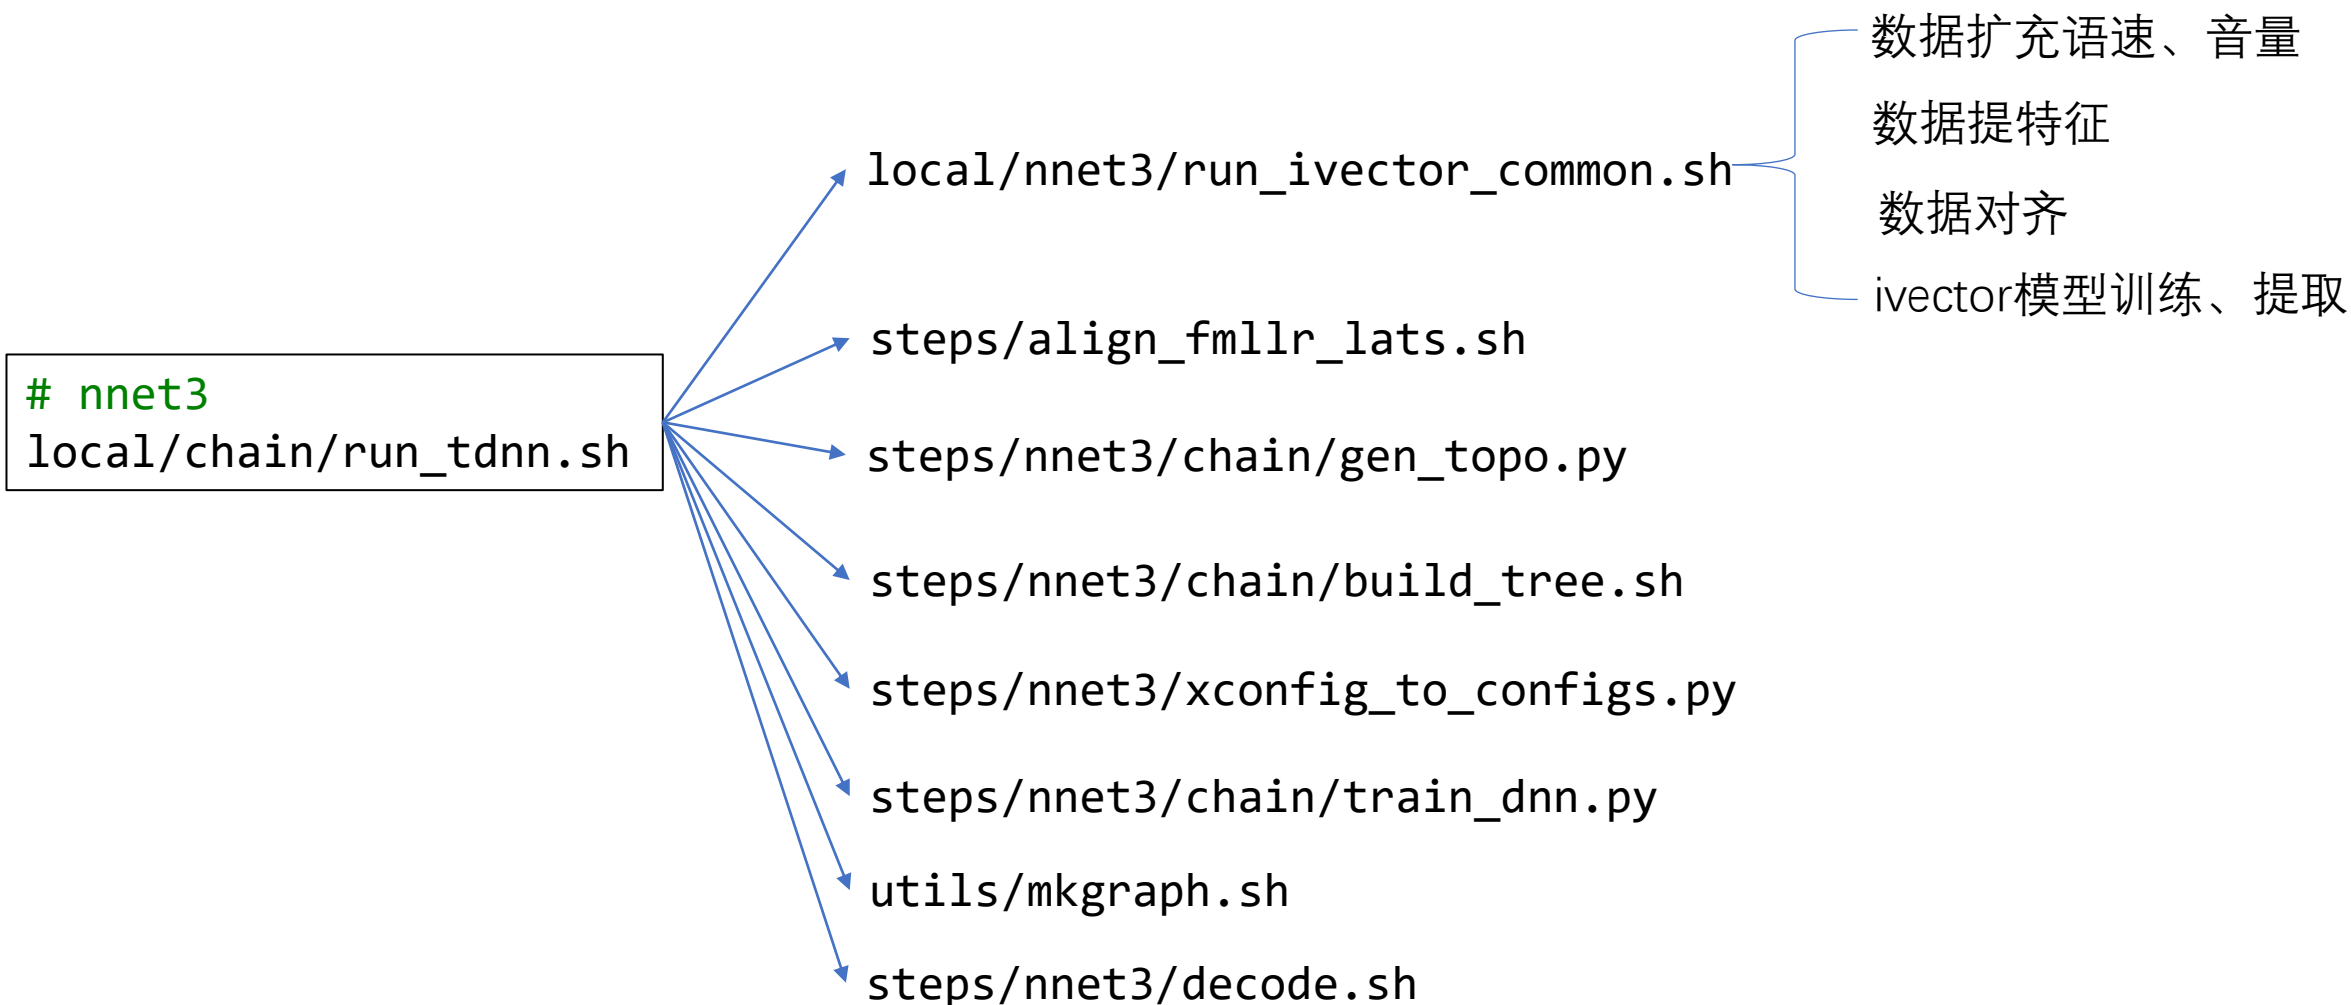 # nnet3
local/chain/run_tdnn.sh
local/nnet3/run_ivector_common.sh
数据扩充语速、音量
数据提特征
数据对齐
ivector模型训练、提取
steps/align_fmllr_lats.sh
steps/nnet3/chain/gen_topo.py
steps/nnet3/chain/build_tree.sh
steps/nnet3/xconfig_to_configs.py
steps/nnet3/chain/train_dnn.py
utils/mkgraph.sh
steps/nnet3/decode.sh